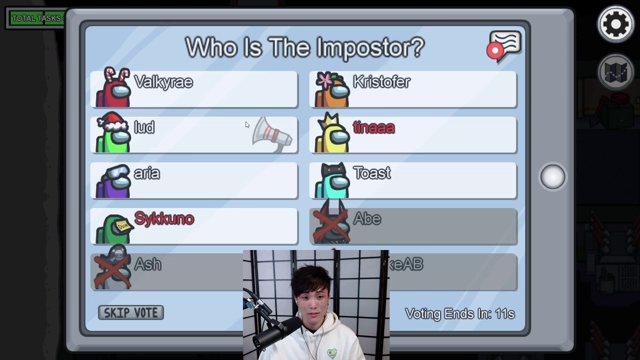 TOTAL TASKS
Who Is The Impostor?
Valkyrae
Kristofer
lud
tinaaa
aria
Toast
Sykkuno
Abe
Ash
keAB
SKIP VOTE
Voting Ends In: 11s